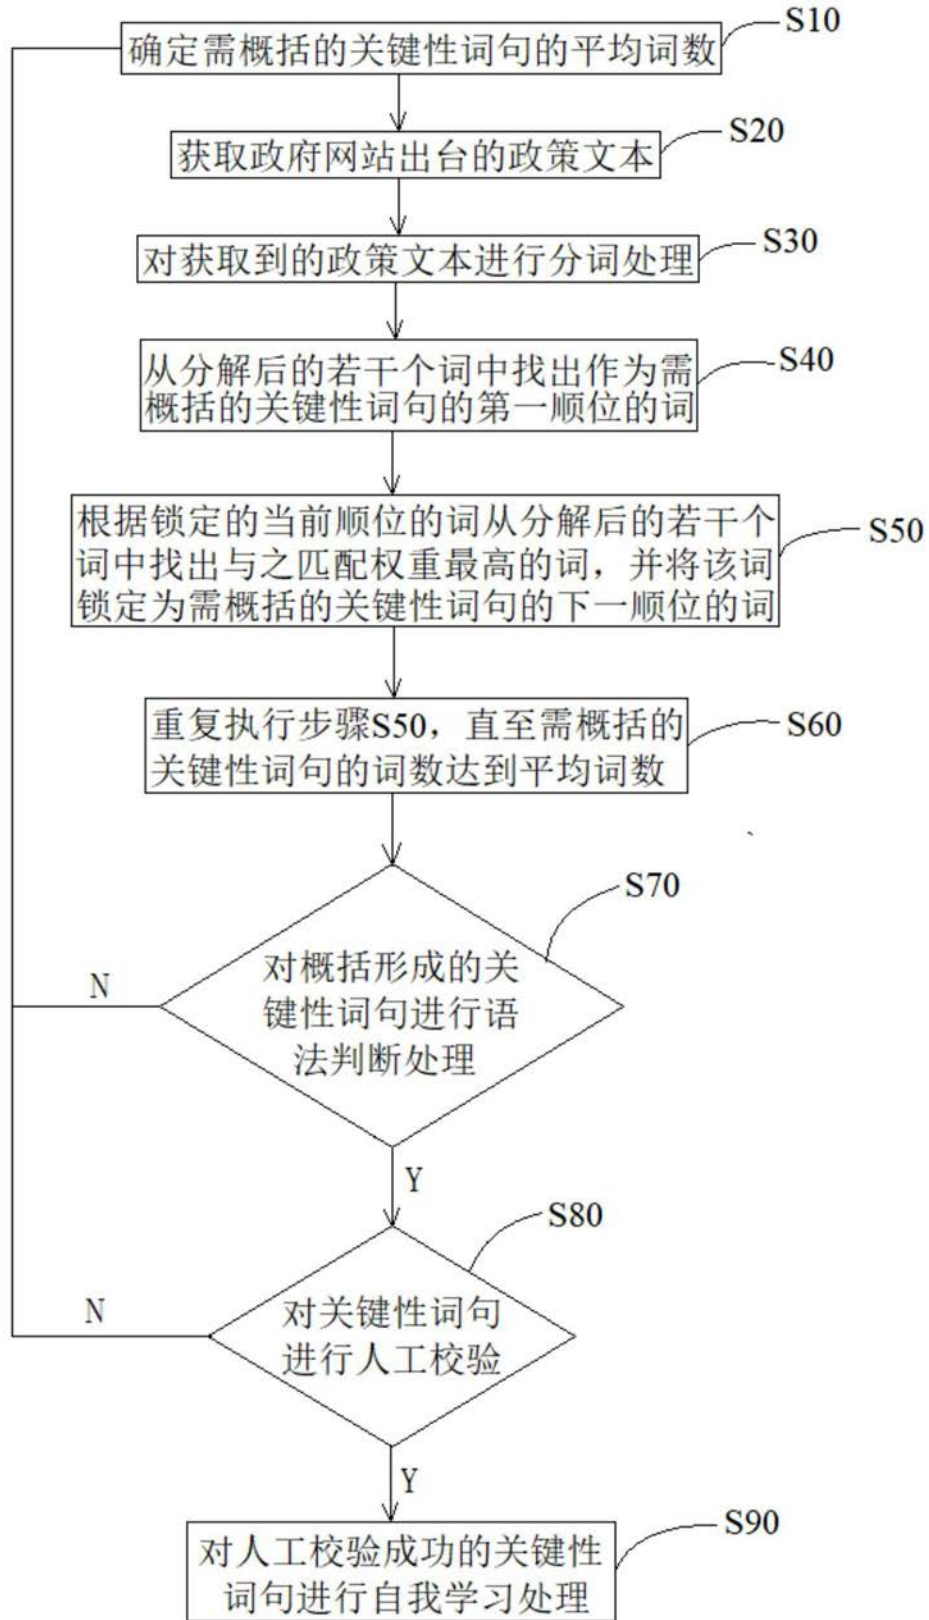 S10
确定需概括的关键性词句的平均词数
S20
获取政府网站出台的政策文本
S30
对获取到的政策文本进行分词处理
S40
从分解后的若干个词中找出作为需
概括的关键性词句的第一顺位的词
S50
根据锁定的当前顺位的词从分解后的若干个
词中找出与之匹配权重最高的词，并将该词
锁定为需概括的关键性词句的下一顺位的词
S60
重复执行步骤S50，直至需概括的
关键性词句的词数达到平均词数
S70
对概括形成的关
键性词句进行语
法判断处理
N
Y
S80
对关键性词句
进行人工校验
N
Y
S90
对人工校验成功的关键性
词句进行自我学习处理